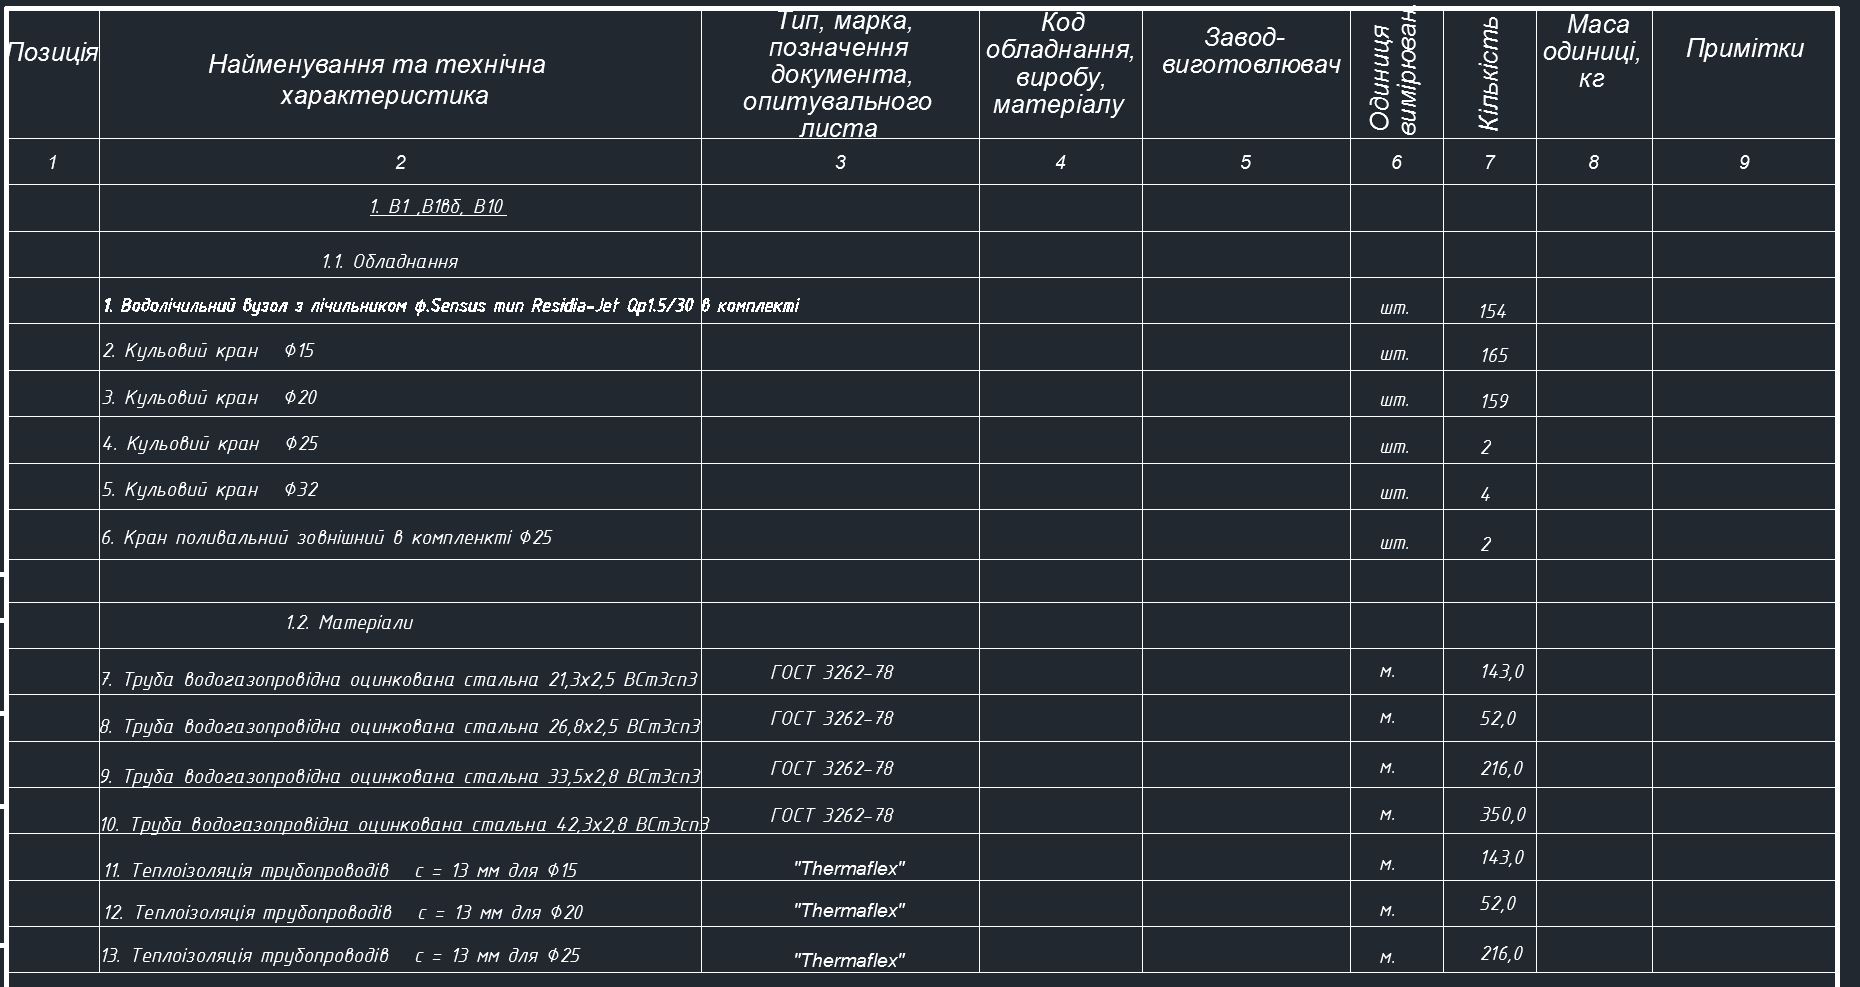 Позиція
Найменування та технічна
характеристика
Тип, марка,
позначення
документа,
опитувального
листа
Код
обладнання,
виробу,
матеріалу
Завод-
виготовлювач
Одиниця
вимірюван.
Кількість
Маса
одиниці,
кг
Примітки
1 2 3 4 5 6 7 8 9
1. В1 ,В1вб, В10
1.1. Обладнання
1. Водолічильний вузол з лічильником ф.Sensus тип Residia-Jet Qp1.5/30 в комплекті шт. 154
2. Кульовий кран Ф15 шт. 165
3. Кульовий кран Ф20 шт. 159
4. Кульовий кран Ф25 шт. 2
5. Кульовий кран Ф32 шт. 4
6. Кран поливальний зовнішний в компленкті Ф25 шт. 2
1.2. Матеріали
7. Труба водогазопровідна оцинкована стальна 21,3х2,5 ВСт3сп3 ГОСТ 3262-78 м. 143,0
8. Труба водогазопровідна оцинкована стальна 26,8х2,5 ВСт3сп3 ГОСТ 3262-78 м. 52,0
9. Труба водогазопровідна оцинкована стальна 33,5х2,8 ВСт3сп3 ГОСТ 3262-78 м. 216,0
10. Труба водогазопровідна оцинкована стальна 42,3х2,8 ВСт3сп3 ГОСТ 3262-78 м. 350,0
11. Теплоізоляція трубопроводів с = 13 мм для Ф15 "Thermaflex" м. 143,0
12. Теплоізоляція трубопроводів с = 13 мм для Ф20 "Thermaflex" м. 52,0
13. Теплоізоляція трубопроводів с = 13 мм для Ф25 "Thermaflex" м. 216,0